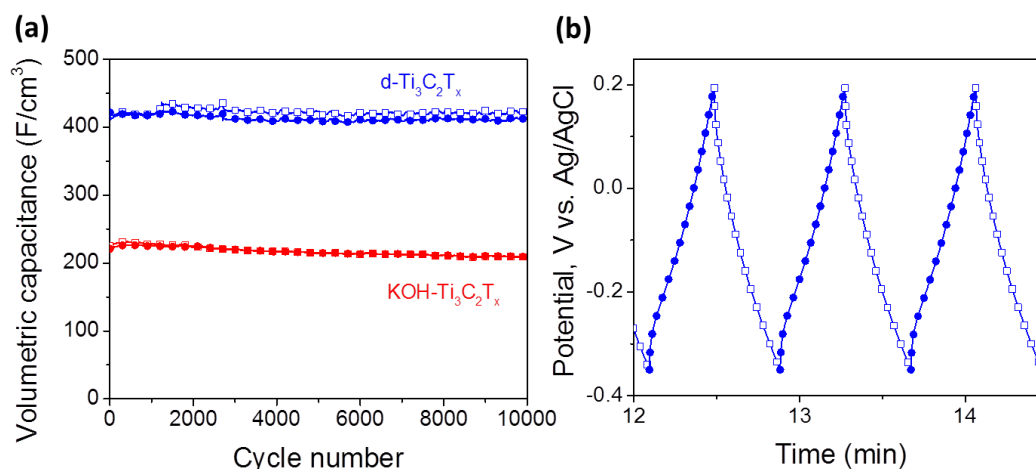 (a)
Volumetric capacitance (F/cm³)
500
400
300
200
100
0
d-Ti₃C₂Tₓ
KOH-Ti₃C₂Tₓ
0 2000 4000 6000 8000 10000
Cycle number
(b)
Potential, V vs. Ag/AgCl
0.2
0.0
-0.2
-0.4
12 13 14
Time (min)